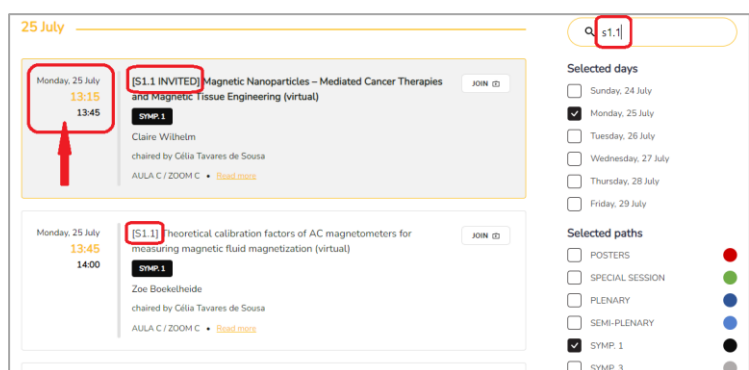 25 July
Monday, 25 July
13:15
13:45
[S1.1 INVITED] Magnetic Nanoparticles – Mediated Cancer Therapies
and Magnetic Tissue Engineering (virtual)
JOIN
SYMP. 1
Claire Wilhelm
chaired by Célia Tavares de Sousa
AULA C / ZOOM C • Read more
Monday, 25 July
13:45
14:00
[S1.1] Theoretical calibration factors of AC magnetometers for
measuring magnetic fluid magnetization (virtual)
JOIN
SYMP. 1
Zoe Boekelheide
chaired by Célia Tavares de Sousa
AULA C / ZOOM C • Read more
s1.1
Selected days
Sunday, 24 July
Monday, 25 July
Tuesday, 26 July
Wednesday, 27 July
Thursday, 28 July
Friday, 29 July
Selected paths
POSTERS
SPECIAL SESSION
PLENARY
SEMI-PLENARY
SYMP. 1
SYMP. 3